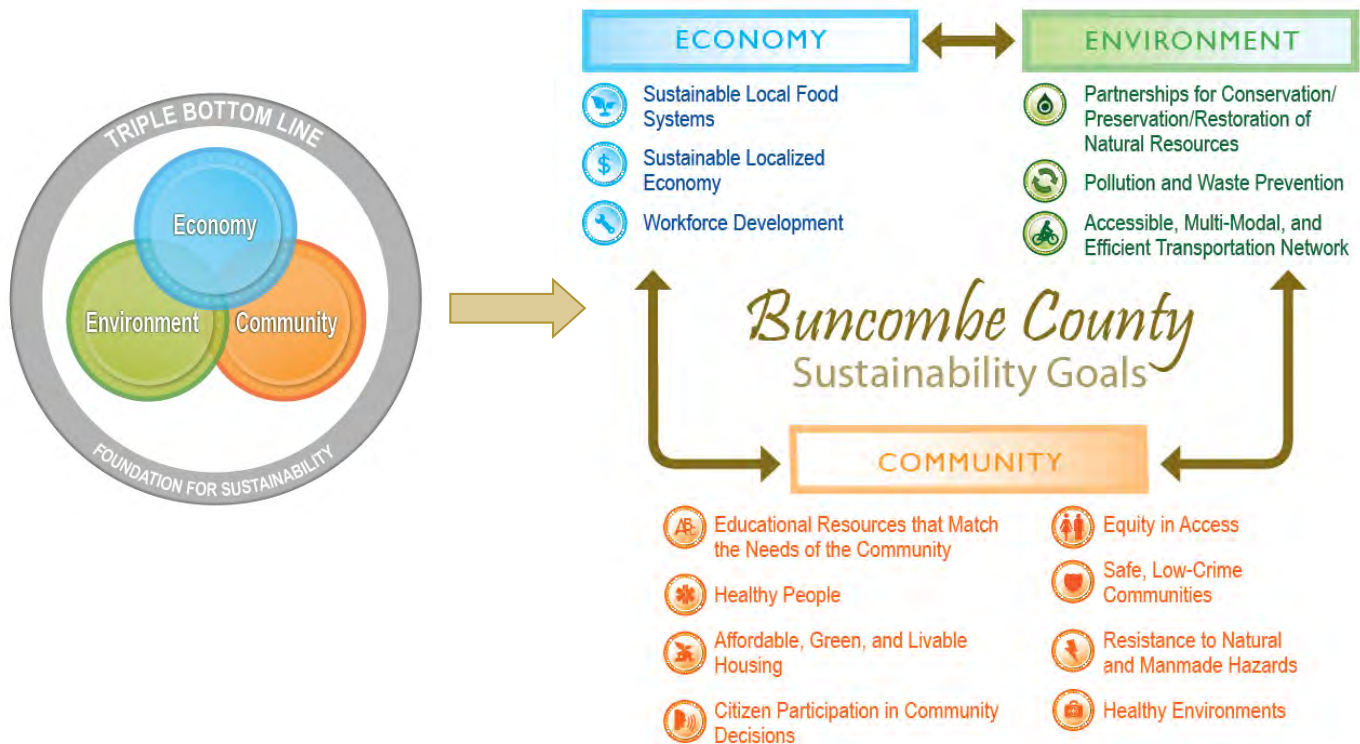 TRIPLE BOTTOM LINE
Economy
Environment
Community
FOUNDATION FOR SUSTAINABILITY
ECONOMY
Sustainable Local Food
Systems
$
Sustainable Localized
Economy
Workforce Development
ENVIRONMENT
Partnerships for Conservation/
Preservation/Restoration of
Natural Resources
Pollution and Waste Prevention
Accessible, Multi-Modal, and
Efficient Transportation Network
Buncombe County
Sustainability Goals
COMMUNITY
ABC
Educational Resources that Match
the Needs of the Community
Healthy People
Affordable, Green, and Livable
Housing
Citizen Participation in Community
Decisions
Equity in Access
Safe, Low-Crime
Communities
Resistance to Natural
and Manmade Hazards
Healthy Environments